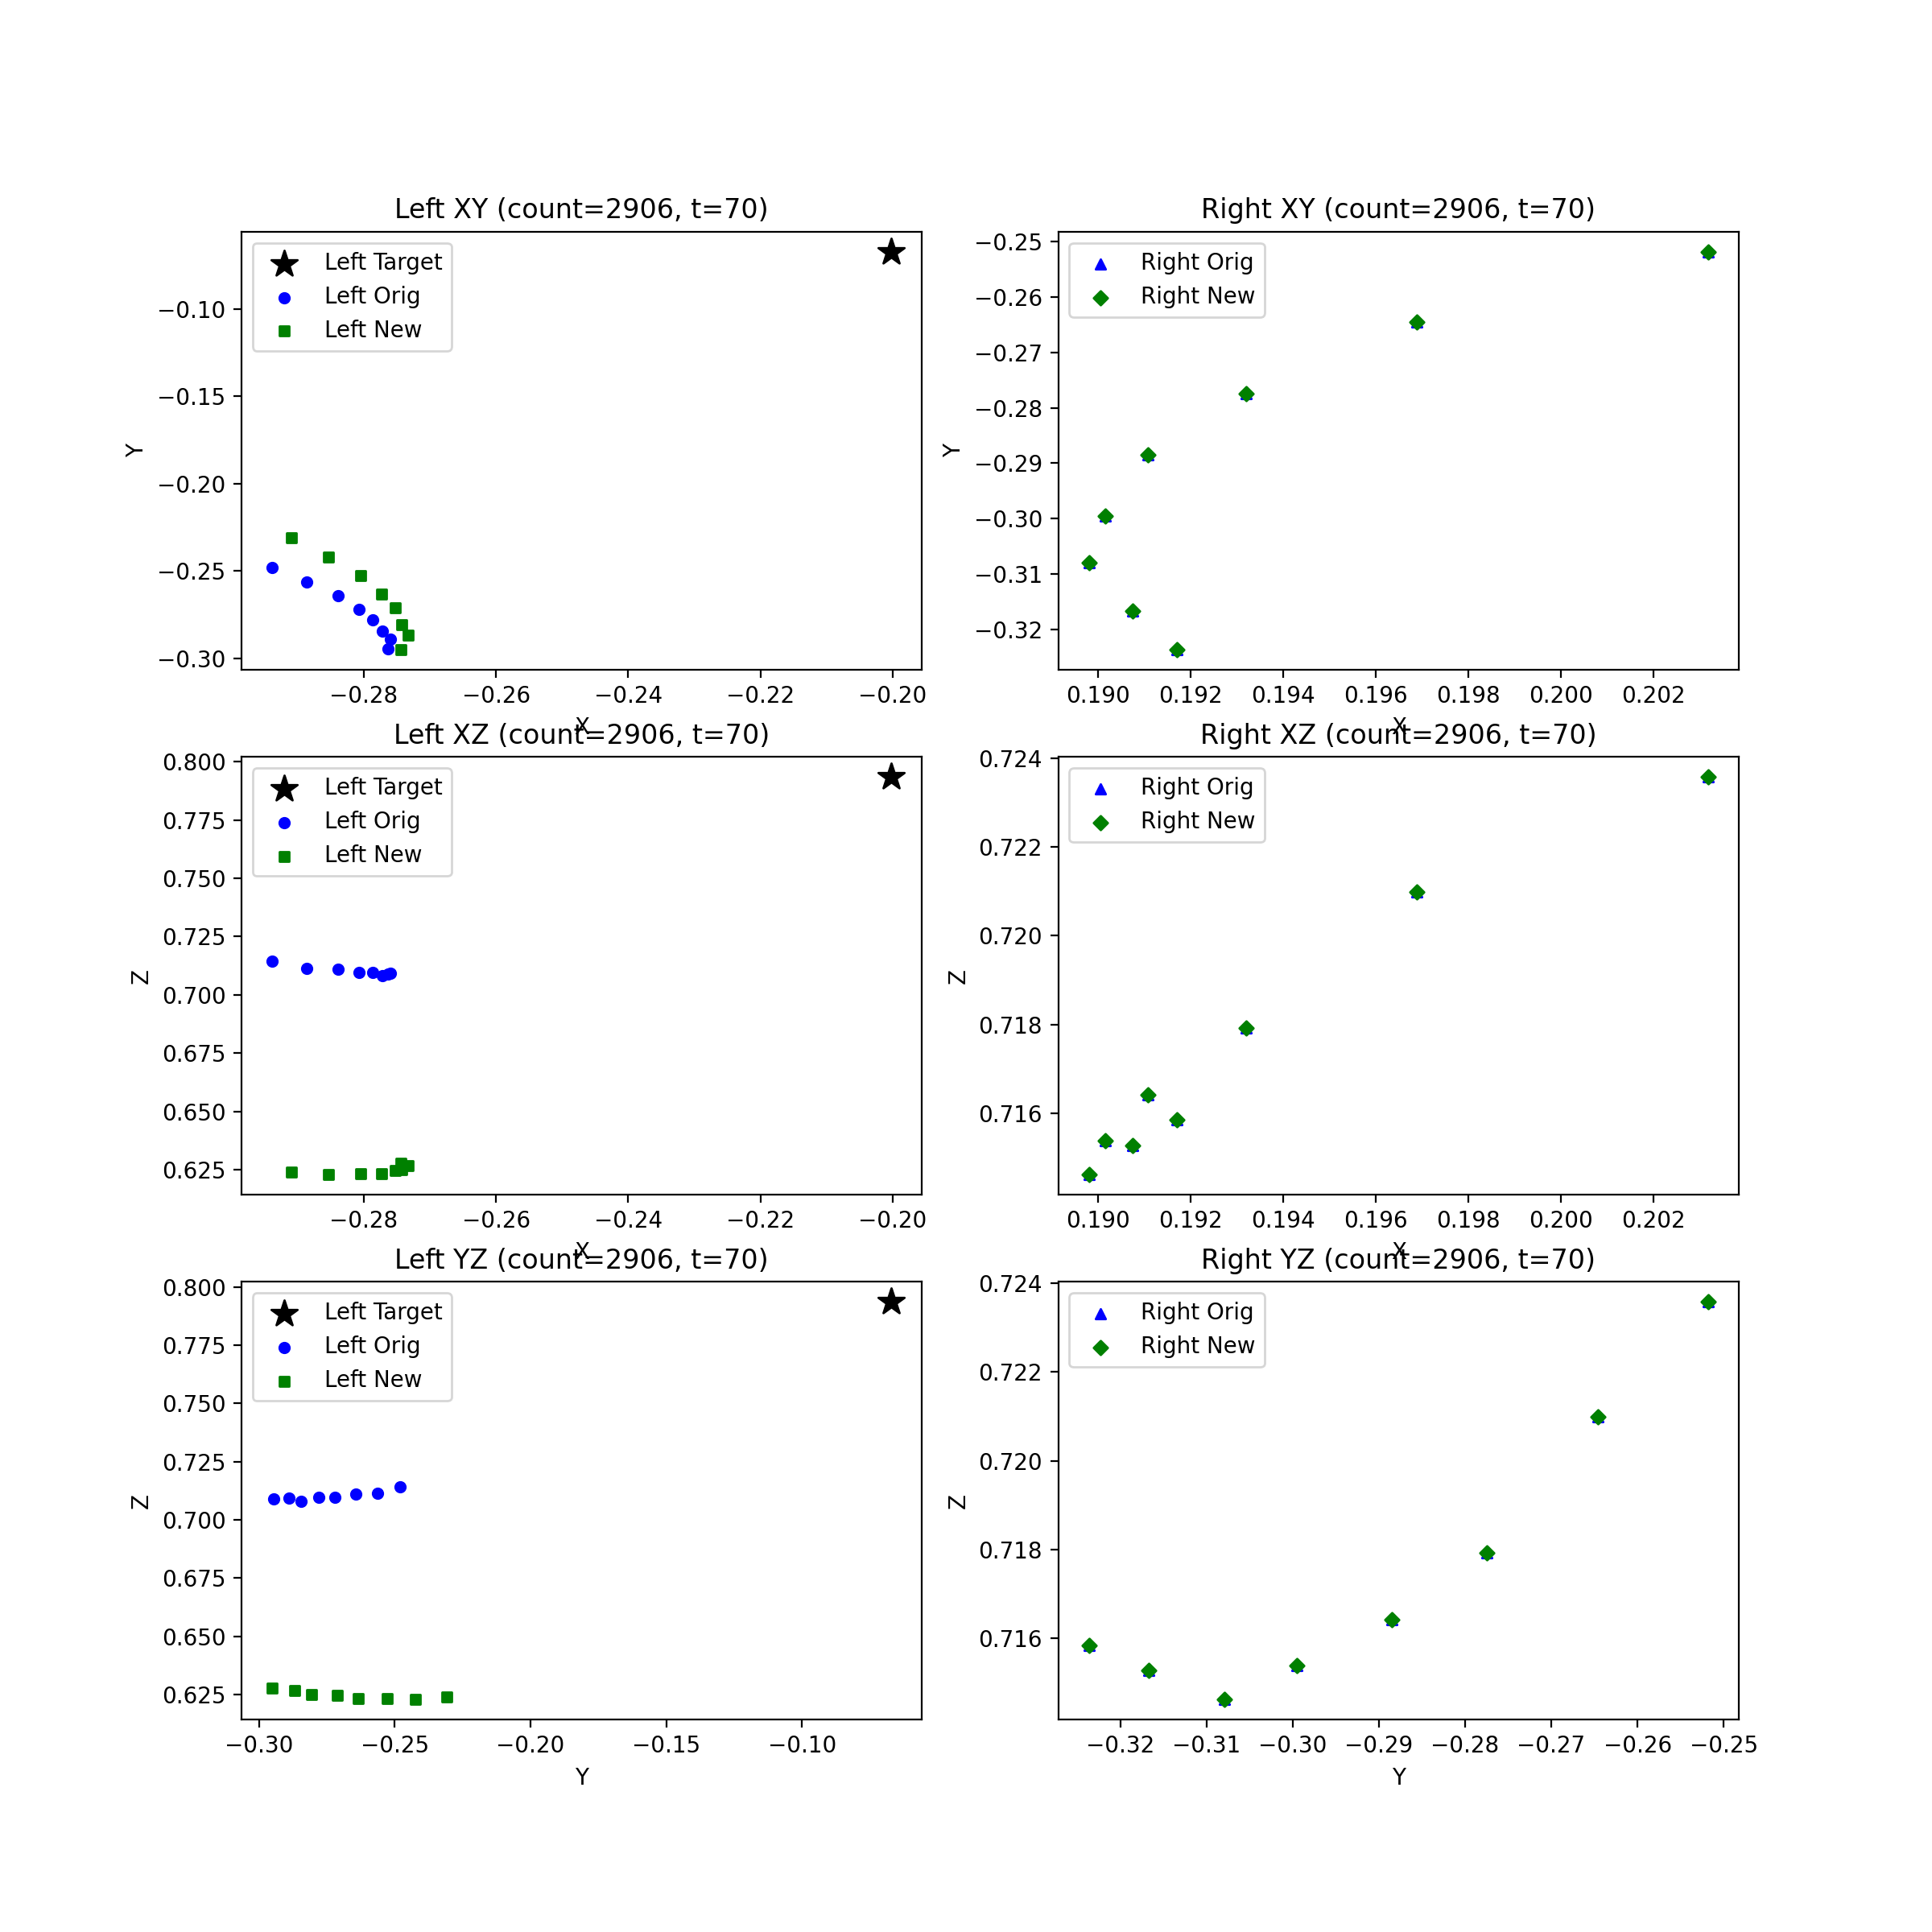 Left XY (count=2906, t=70)
Left Target
Left Orig
Left New
−0.10
−0.15
−0.20
−0.25
−0.30
Y
−0.28
−0.26
−0.24
−0.22
−0.20
X
Right XY (count=2906, t=70)
Right Orig
Right New
−0.25
−0.26
−0.27
−0.28
−0.29
−0.30
−0.31
−0.32
Y
0.190
0.192
0.194
0.196
0.198
0.200
0.202
X
Left XZ (count=2906, t=70)
Left Target
Left Orig
Left New
0.800
0.775
0.750
0.725
0.700
0.675
0.650
0.625
Z
−0.28
−0.26
−0.24
−0.22
−0.20
X
Right XZ (count=2906, t=70)
Right Orig
Right New
0.724
0.722
0.720
0.718
0.716
Z
0.190
0.192
0.194
0.196
0.198
0.200
0.202
X
Left YZ (count=2906, t=70)
Left Target
Left Orig
Left New
0.800
0.775
0.750
0.725
0.700
0.675
0.650
0.625
Z
−0.30
−0.25
−0.20
−0.15
−0.10
Y
Right YZ (count=2906, t=70)
Right Orig
Right New
0.724
0.722
0.720
0.718
0.716
Z
−0.32
−0.31
−0.30
−0.29
−0.28
−0.27
−0.26
−0.25
Y